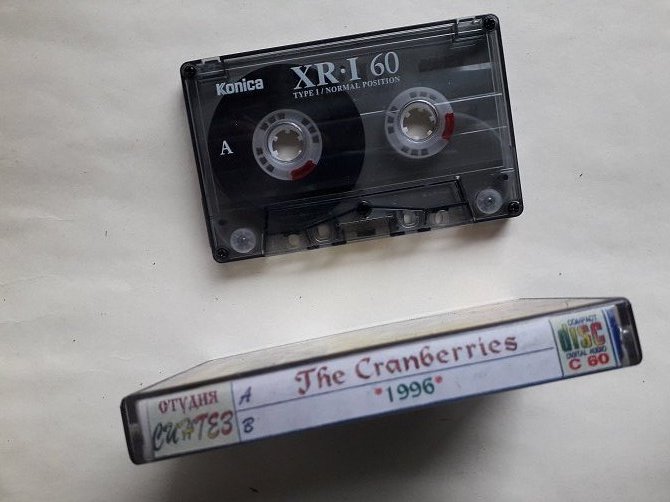 Konica
XR·I 60
TYPE I / NORMAL POSITION
A
СТУДИЯ
СИНТЕЗ
A
B
The Cranberries
*1996*
COMPACT
disc
DIGITAL AUDIO
C 60